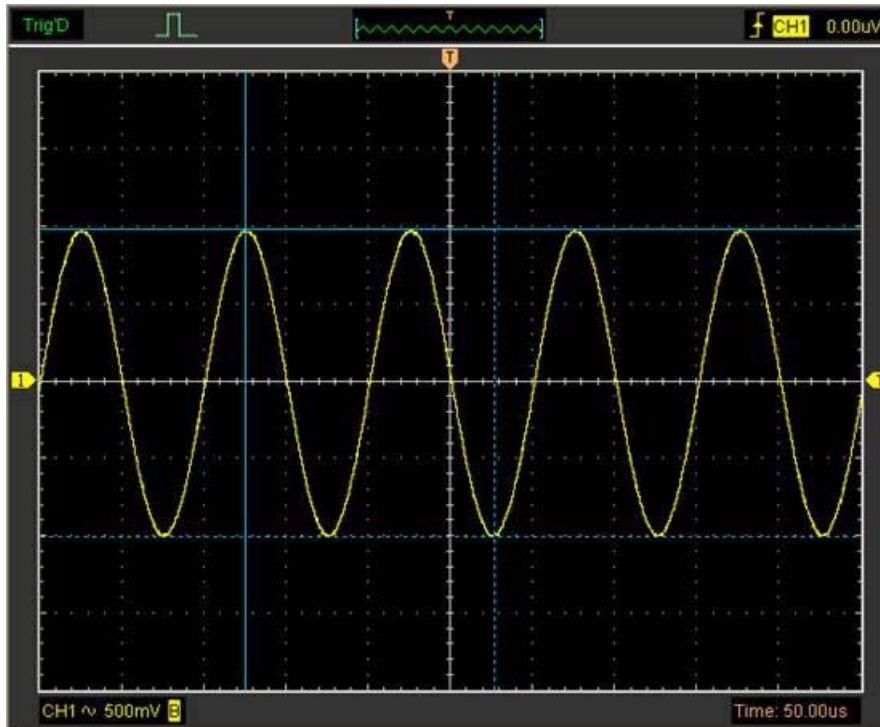 Trig'D
T
CH1 0.00uV
T
1
CH1 ∿ 500mV B
Time: 50.00us